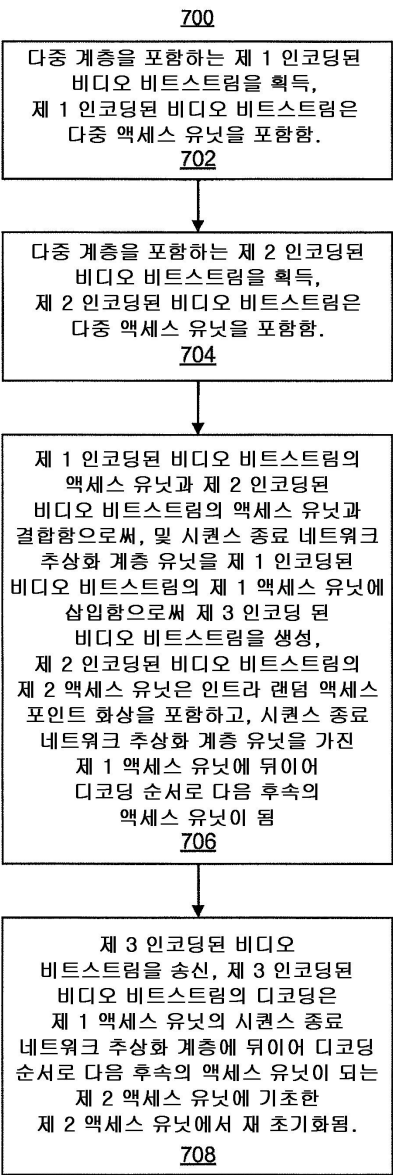 700
다중 계층을 포함하는 제 1 인코딩된
비디오 비트스트림을 획득,
제 1 인코딩된 비디오 비트스트림은
다중 액세스 유닛을 포함함.
702
다중 계층을 포함하는 제 2 인코딩된
비디오 비트스트림을 획득,
제 2 인코딩된 비디오 비트스트림은
다중 액세스 유닛을 포함함.
704
제 1 인코딩된 비디오 비트스트림의
액세스 유닛과 제 2 인코딩된
비디오 비트스트림의 액세스 유닛과
결합함으로써, 및 시퀀스 종료 네트워크
추상화 계층 유닛을 제 1 인코딩된
비디오 비트스트림의 제 1 액세스 유닛에
삽입함으로써 제 3 인코딩 된
비디오 비트스트림을 생성,
제 2 인코딩된 비디오 비트스트림의
제 2 액세스 유닛은 인트라 랜덤 액세스
포인트 화상을 포함하고, 시퀀스 종료
네트워크 추상화 계층 유닛을 가진
제 1 액세스 유닛에 뒤이어
디코딩 순서로 다음 후속의
액세스 유닛이 됨
706
제 3 인코딩된 비디오
비트스트림을 송신, 제 3 인코딩된
비디오 비트스트림의 디코딩은
제 1 액세스 유닛의 시퀀스 종료
네트워크 추상화 계층에 뒤이어 디코딩
순서로 다음 후속의 액세스 유닛이 되는
제 2 액세스 유닛에 기초한
제 2 액세스 유닛에서 재 초기화됨.
708